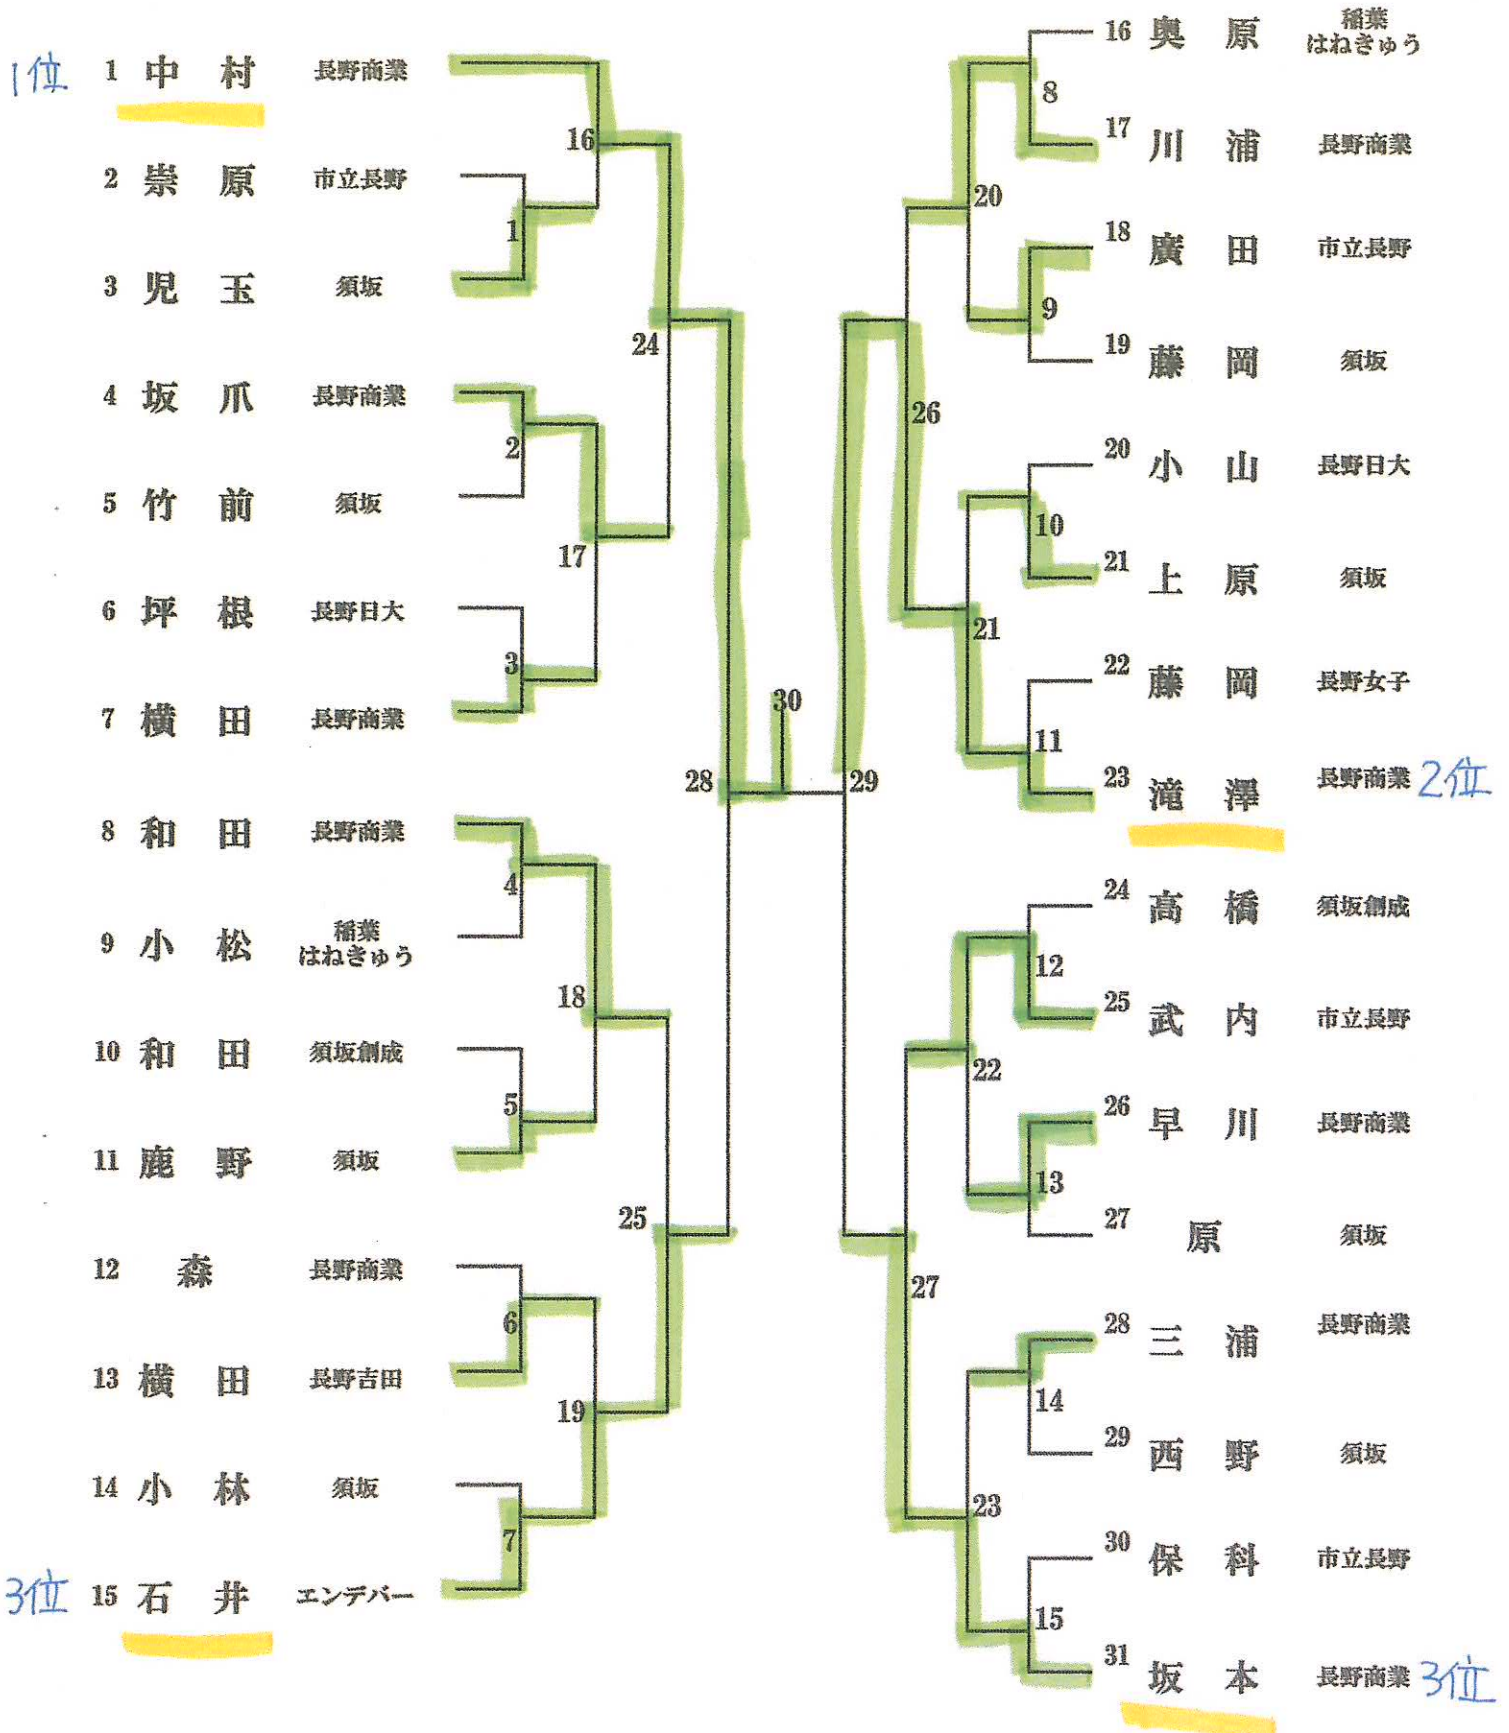 1位 1 中村 長野商業
2 崇原 市立長野
3 児玉 須坂
4 坂爪 長野商業
5 竹前 須坂
6 坪根 長野日大
7 横田 長野商業
8 和田 長野商業
9 小松 稲葉
はねきゅう
10 和田 須坂創成
11 鹿野 須坂
12 森 長野商業
13 横田 長野吉田
14 小林 須坂
3位 15 石井 エンデバー
16
1
24
2
17
3
28
4
18
5
25
6
19
7
30
29
8
20
9
26
10
21
11
12
22
13
27
14
23
15
16 奥原 稲葉
はねきゅう
17 川浦 長野商業
18 廣田 市立長野
19 藤岡 須坂
20 小山 長野日大
21 上原 須坂
22 藤岡 長野女子
23 滝澤 長野商業 2位
24 高橋 須坂創成
25 武内 市立長野
26 早川 長野商業
27 原 須坂
28 三浦 長野商業
29 西野 須坂
30 保科 市立長野
31 坂本 長野商業 3位